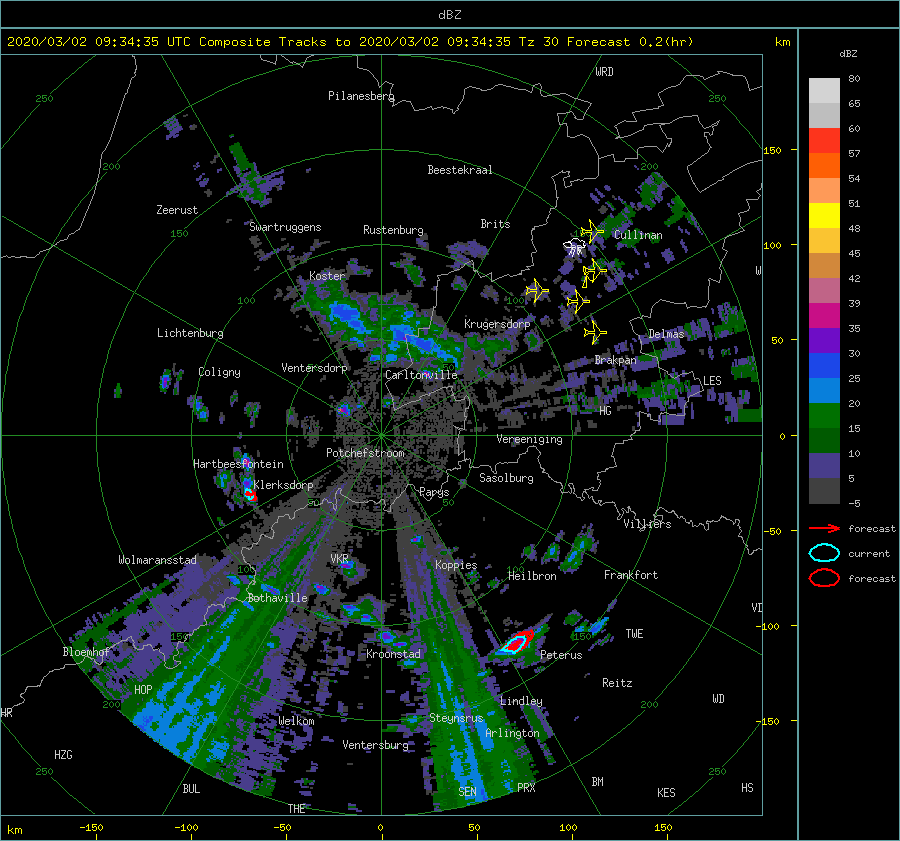 dBZ
2020/03/02 09:34:35 UTC Composite Tracks to 2020/03/02 09:34:35 Tz 30 Forecast 0.2(hr)
km
dBZ
WRD
80
Pilanesberg
250
250
65
60
150
57
200
Beestekraal
200
54
Zeerust
51
Swartruggens
Rustenburg
Brits
150
Cullinan
48
100
Koster
45
W
42
100
100
39
Lichtenburg
Krugersdorp
Delmas
35
50
Ventersdorp
Brakpan
30
Coligny
Carltonville
LES
25
HG
20
0
Vereeniging
15
Potchefstroom
Hartbeesfontein
10
Klerksdorp
Sasolburg
5
Parys
50
50
-5
Villiers
forecast
-50
current
Wolmaransstad
VKR
Koppies
100
100
Heilbron
Frankfort
forecast
Bothaville
VD
-100
150
150
TWE
Bloemhof
Kroonstad
Peterus
HOP
Reitz
200
Lindley
200
WD
HR
Welkom
Steynsrus
-150
Arlington
HZG
Ventersburg
250
250
BUL
SEN
PRX
BM
KES
HS
THE
km
-150
-100
-50
0
50
100
150